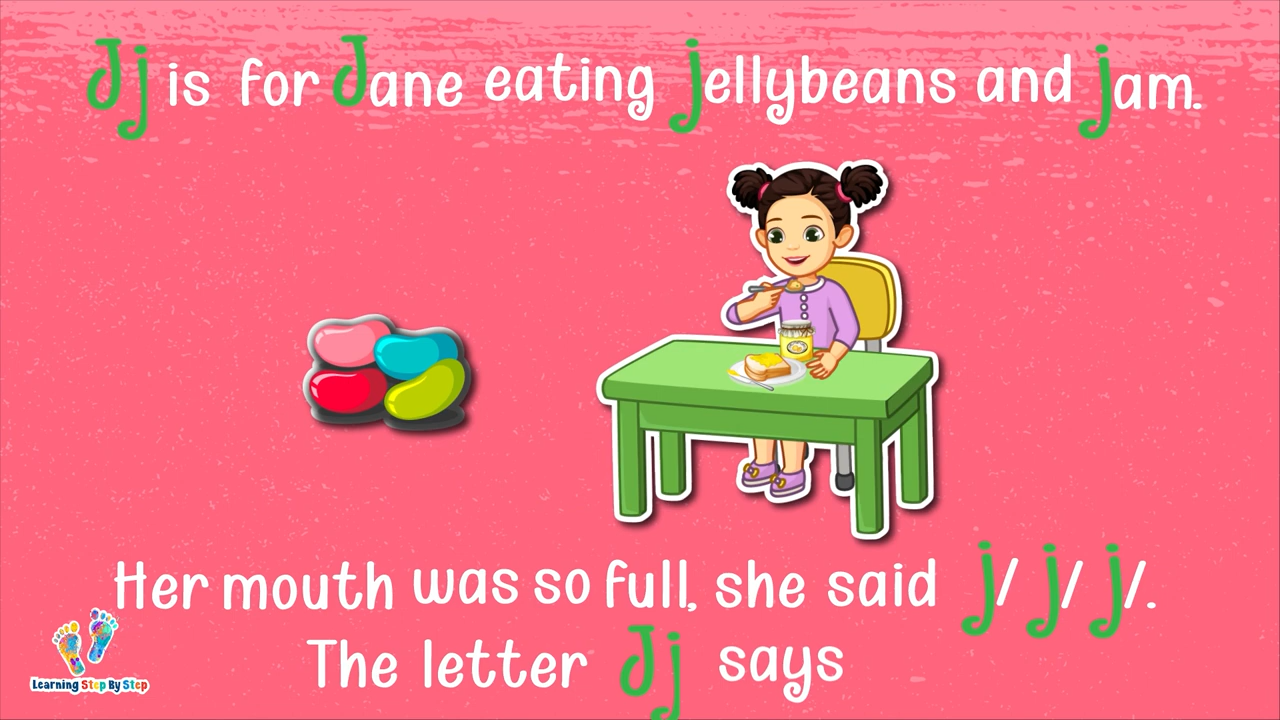 Jj is for Jane eating jellybeans and jam.
Her mouth was so full, she said j/ j/ j/.
The letter Jj says
Learning Step By Step